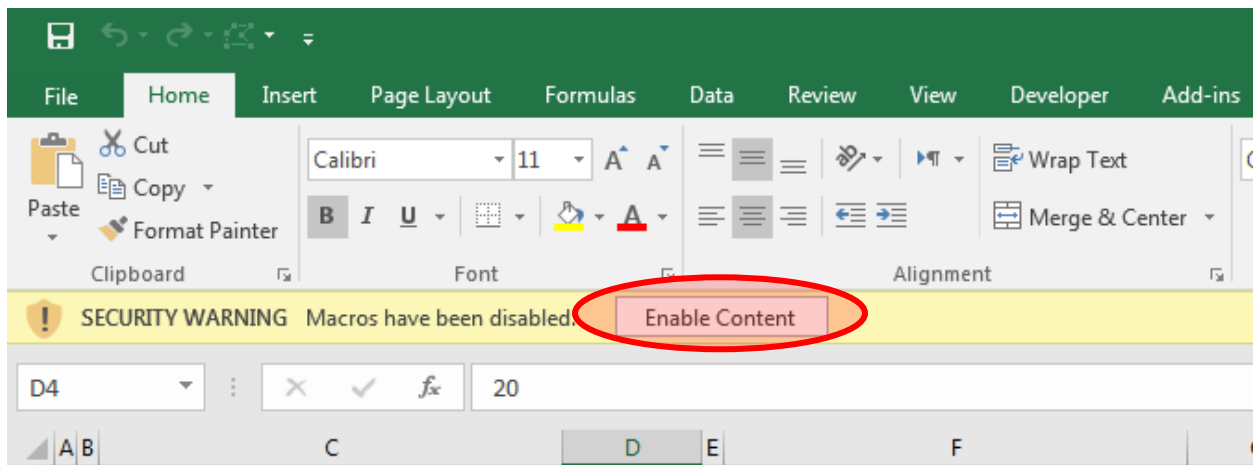 File Home Insert Page Layout Formulas Data Review View Developer Add-ins
Cut
Calibri 11 A A Wrap Text
Copy
Paste
B I U A Merge & Center
Format Painter
Clipboard Font Alignment
SECURITY WARNING Macros have been disabled. Enable Content
D4 fx 20
A B C D E F